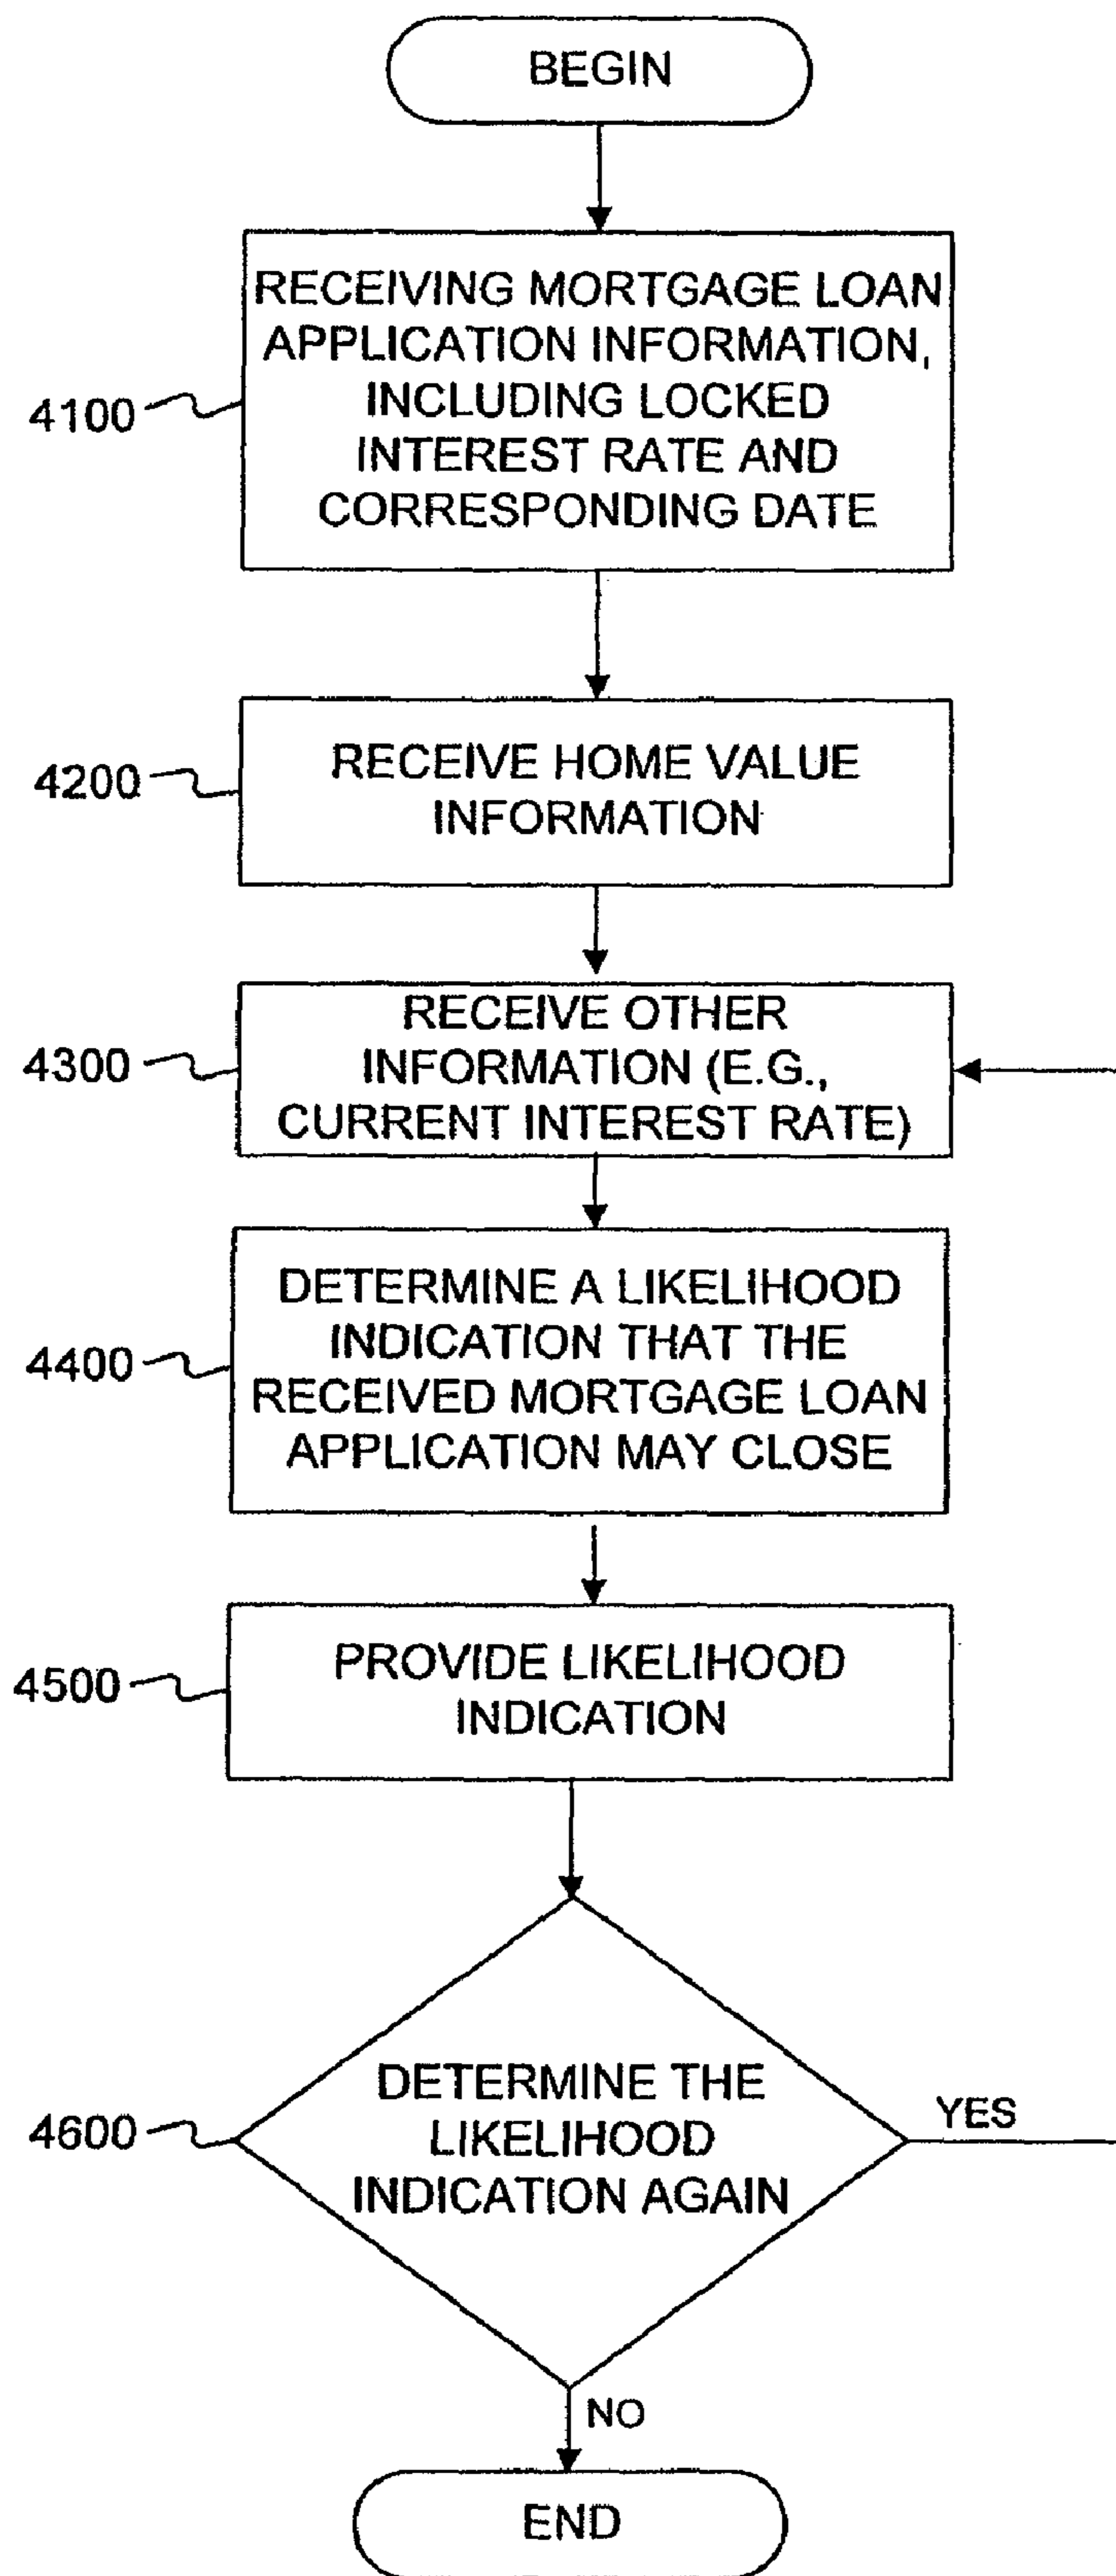 BEGIN
4100
RECEIVING MORTGAGE LOAN
APPLICATION INFORMATION,
INCLUDING LOCKED
INTEREST RATE AND
CORRESPONDING DATE
4200
RECEIVE HOME VALUE
INFORMATION
4300
RECEIVE OTHER
INFORMATION (E.G.,
CURRENT INTEREST RATE)
4400
DETERMINE A LIKELIHOOD
INDICATION THAT THE
RECEIVED MORTGAGE LOAN
APPLICATION MAY CLOSE
4500
PROVIDE LIKELIHOOD
INDICATION
4600
DETERMINE THE
LIKELIHOOD
INDICATION AGAIN
YES
NO
END